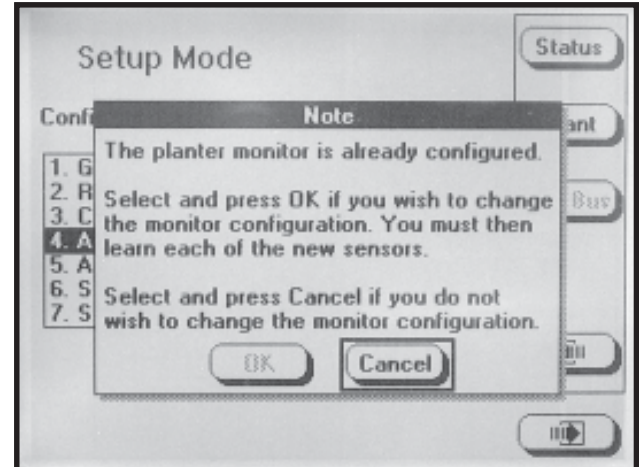 Setup Mode
Status
Confi
Note
ant
The planter monitor is already configured.
1. G
2. R
3. C
4. A
5. A
6. S
7. S
Select and press OK if you wish to change
the monitor configuration. You must then
learn each of the new sensors.
Bus
Select and press Cancel if you do not
wish to change the monitor configuration.
OK
Cancel